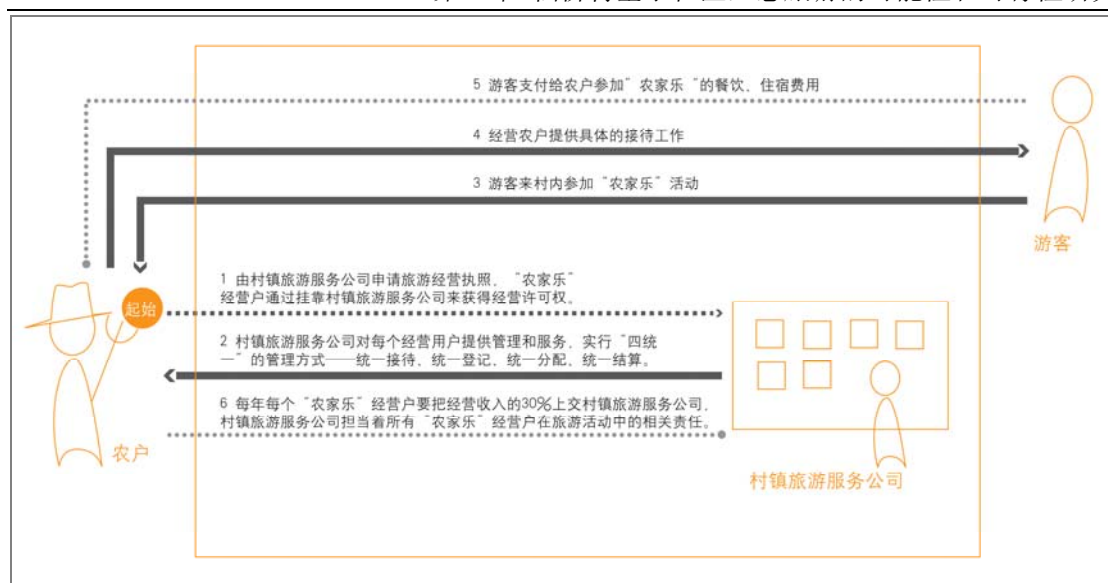 5 游客支付给农户参加“农家乐“的餐饮、住宿费用
4 经营农户提供具体的接待工作
3 游客来村内参加“农家乐”活动
游客
1 由村镇旅游服务公司申请旅游经营执照，“农家乐”
经营户通过挂靠村镇旅游服务公司来获得经营许可权。
起始
2 村镇旅游服务公司对每个经营用户提供管理和服务，实行“四统
一”的管理方式——统一接待、统一登记、统一分配、统一结算。
6 每年每个“农家乐”经营户要把经营收入的30%上交村镇旅游服务公司，
村镇旅游服务公司担当着所有“农家乐”经营户在旅游活动中的相关责任。
农户
村镇旅游服务公司